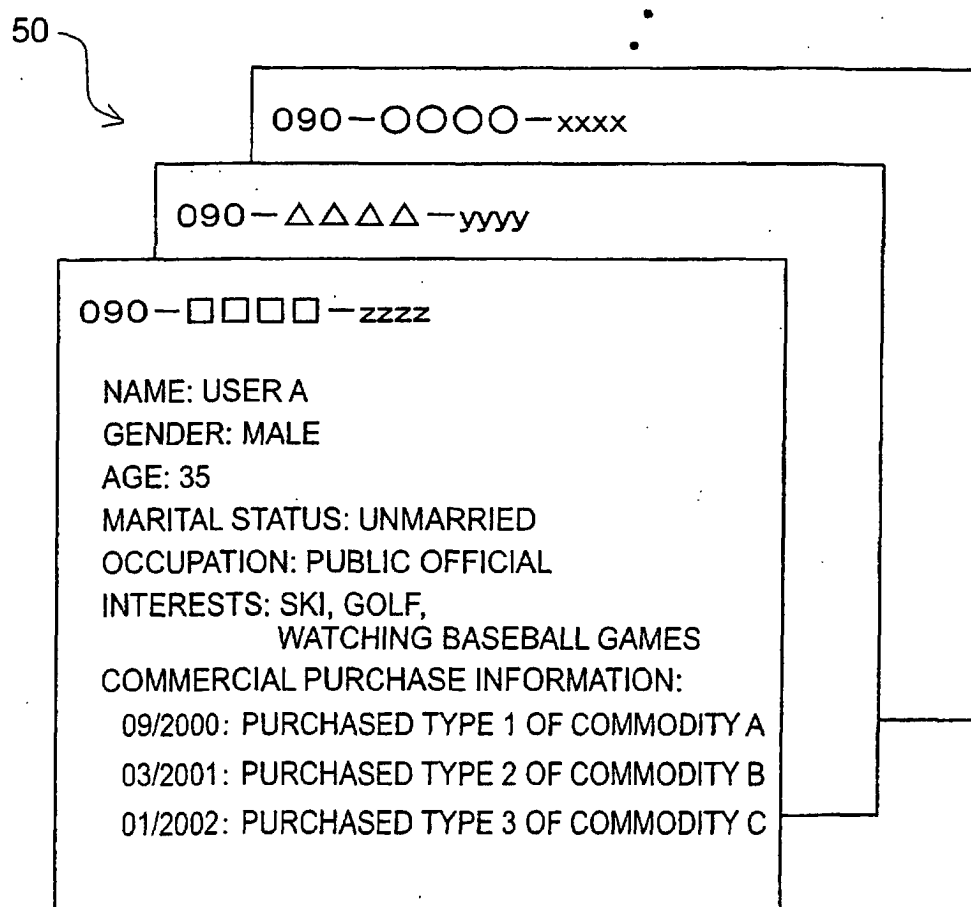 50
090-○○○○-xxxx
090-△△△△-yyyy
090-□□□□-zzzz
NAME: USER A
GENDER: MALE
AGE: 35
MARITAL STATUS: UNMARRIED
OCCUPATION: PUBLIC OFFICIAL
INTERESTS: SKI, GOLF,
WATCHING BASEBALL GAMES
COMMERCIAL PURCHASE INFORMATION:
09/2000: PURCHASED TYPE 1 OF COMMODITY A
03/2001: PURCHASED TYPE 2 OF COMMODITY B
01/2002: PURCHASED TYPE 3 OF COMMODITY C